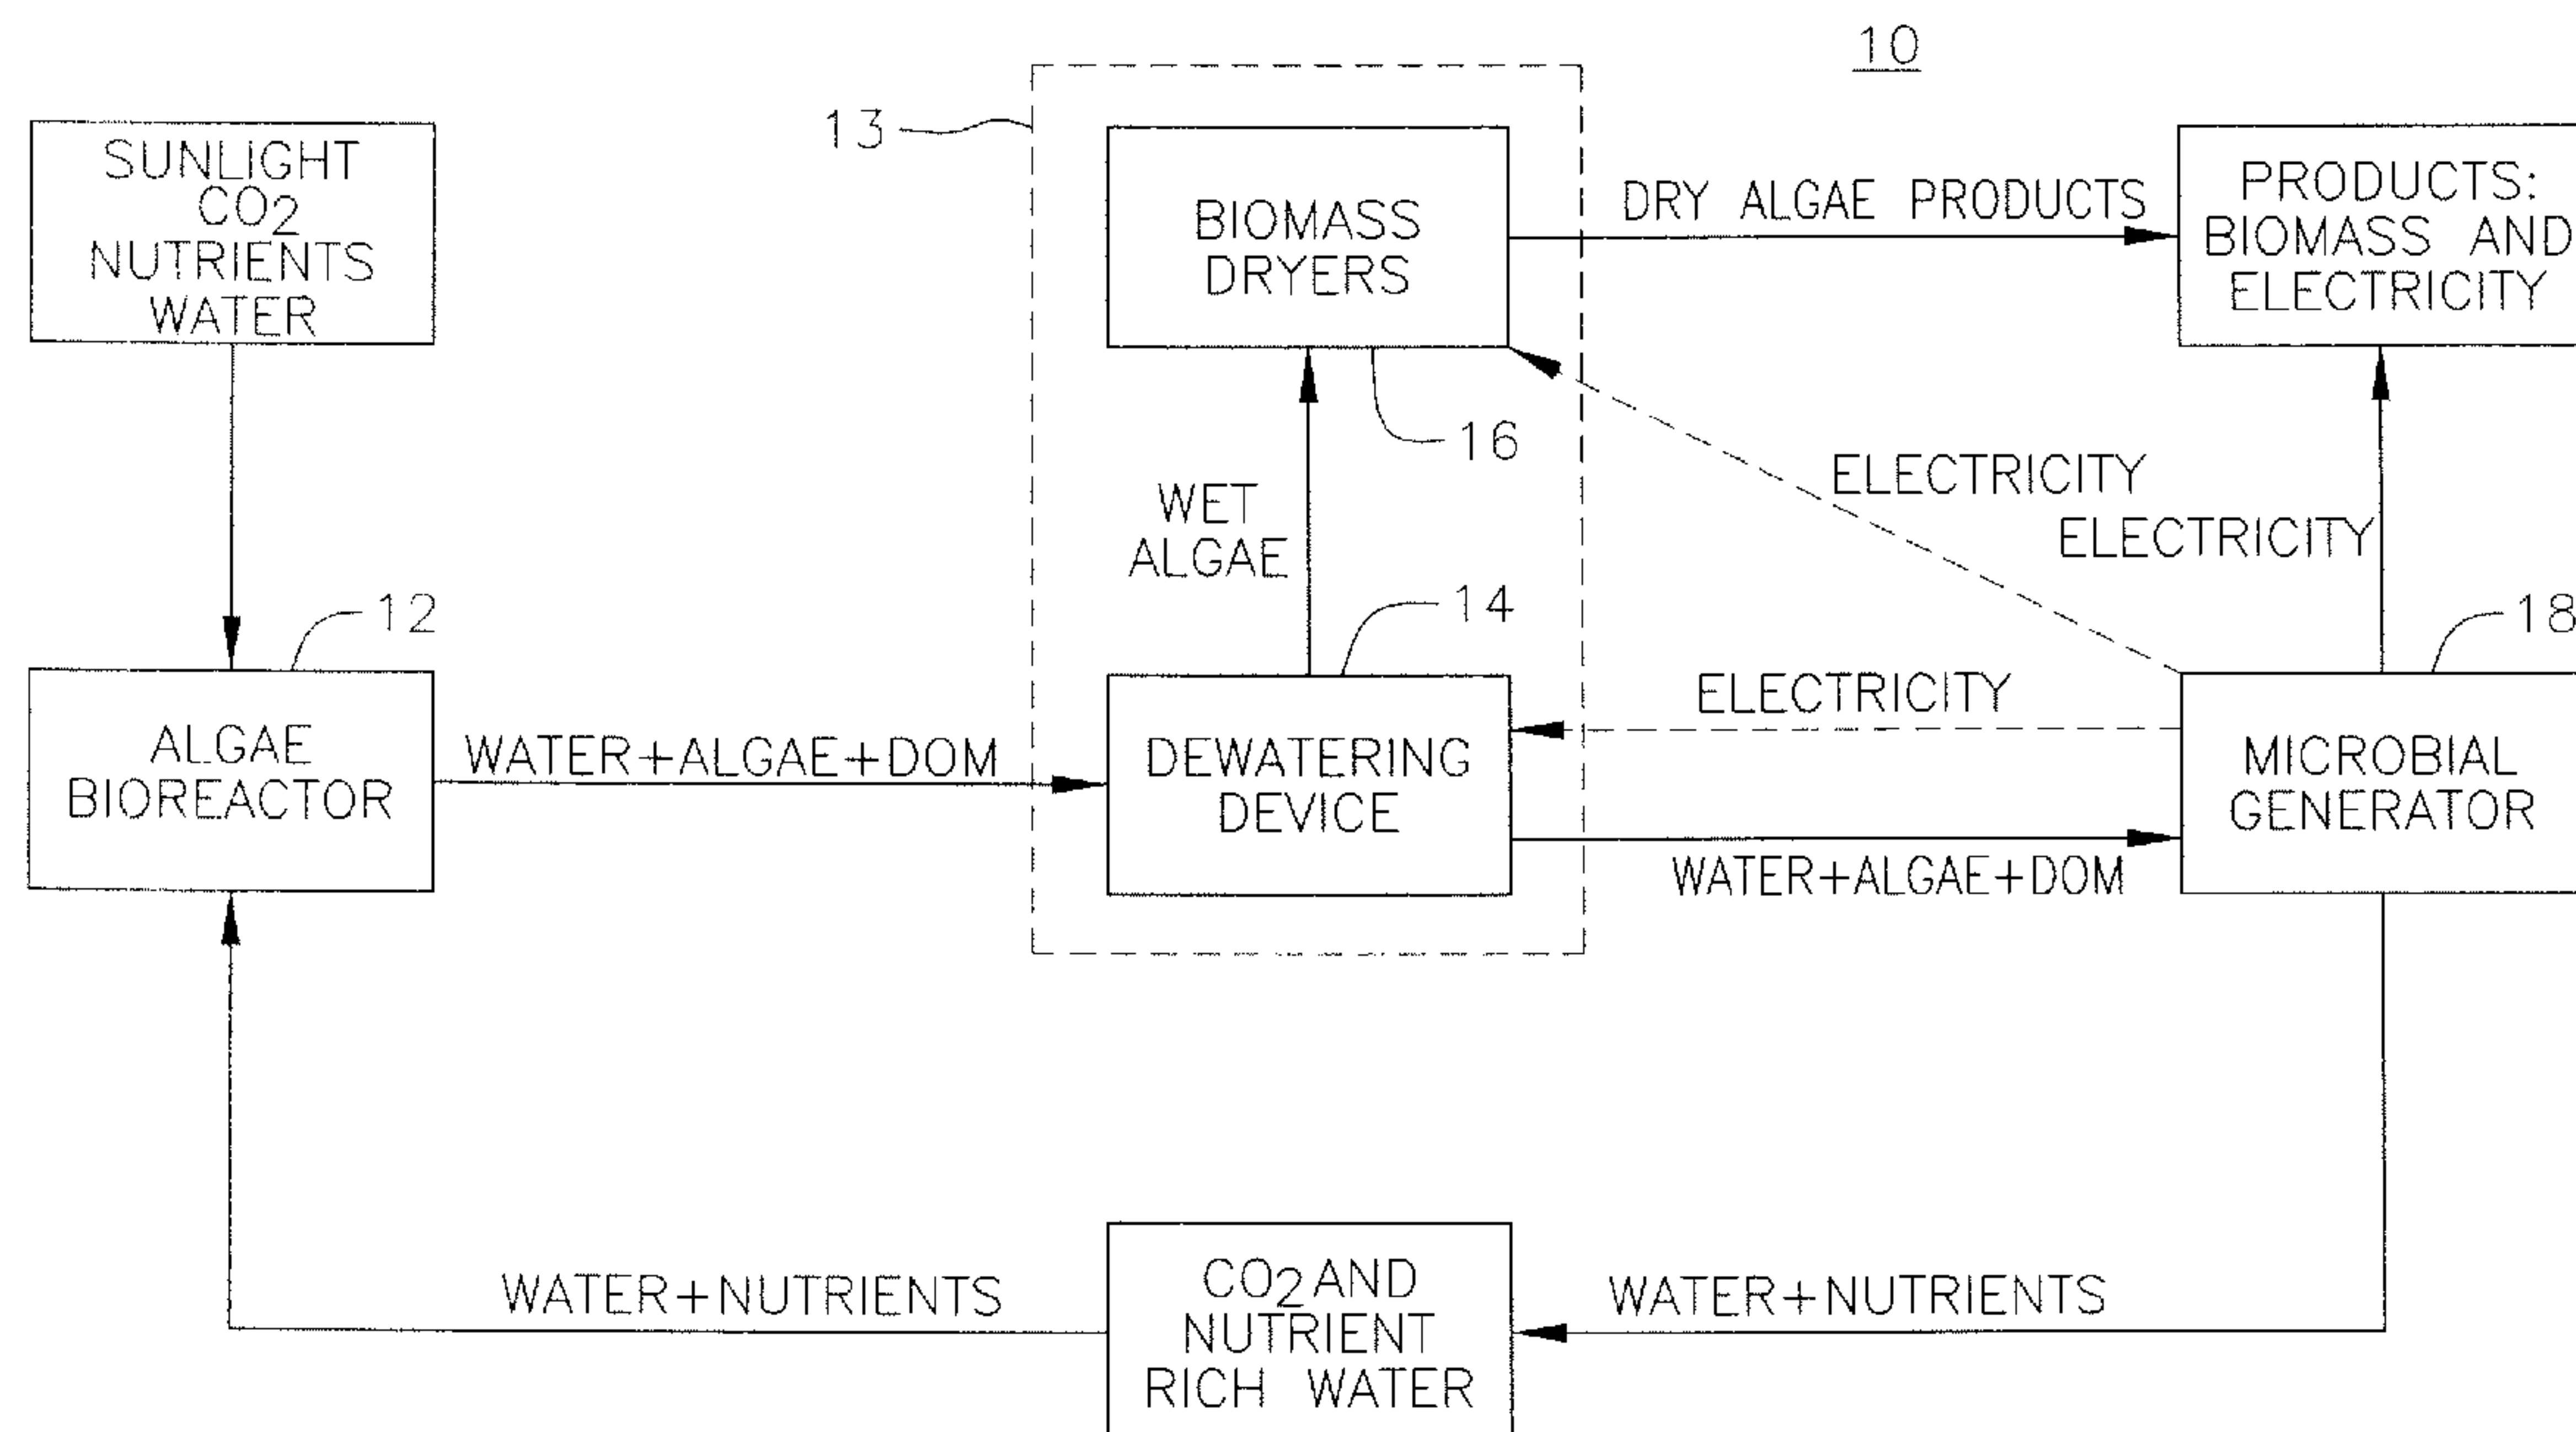 10
13
SUNLIGHT
CO2
NUTRIENTS
WATER
BIOMASS
DRYERS
DRY ALGAE PRODUCTS
PRODUCTS:
BIOMASS AND
ELECTRICITY
16
ELECTRICITY
WET
ALGAE
ELECTRICITY
12
14
18
ELECTRICITY
ALGAE
BIOREACTOR
WATER+ALGAE+DOM
DEWATERING
DEVICE
MICROBIAL
GENERATOR
WATER+ALGAE+DOM
WATER+NUTRIENTS
CO2 AND
NUTRIENT
RICH WATER
WATER+NUTRIENTS